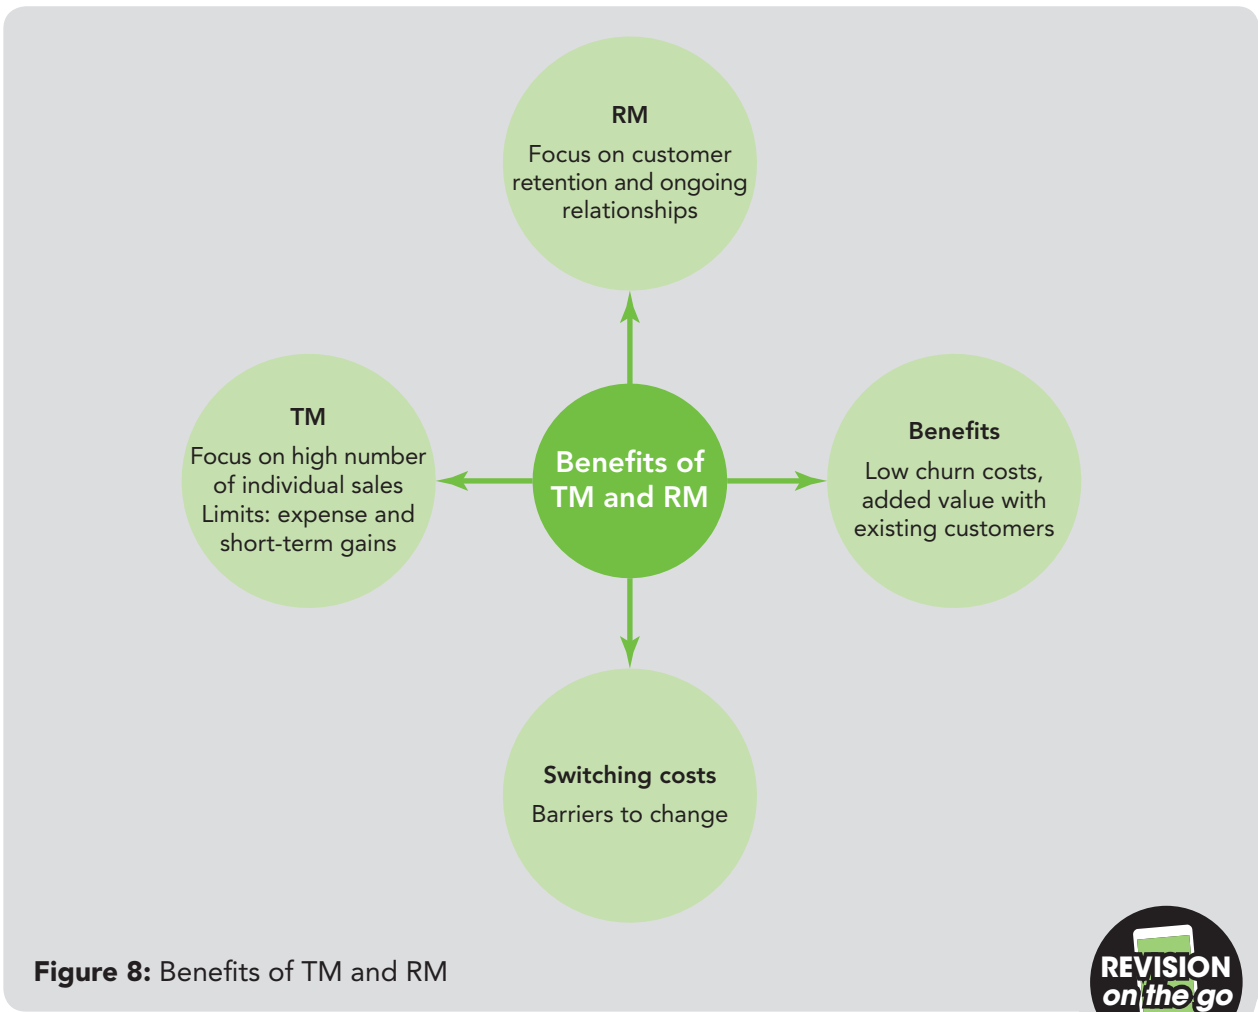 RM
Focus on customer
retention and ongoing
relationships
TM
Focus on high number
of individual sales
Limits: expense and
short-term gains
Benefits of
TM and RM
Benefits
Low churn costs,
added value with
existing customers
Switching costs
Barriers to change
Figure 8: Benefits of TM and RM
REVISION
on the go